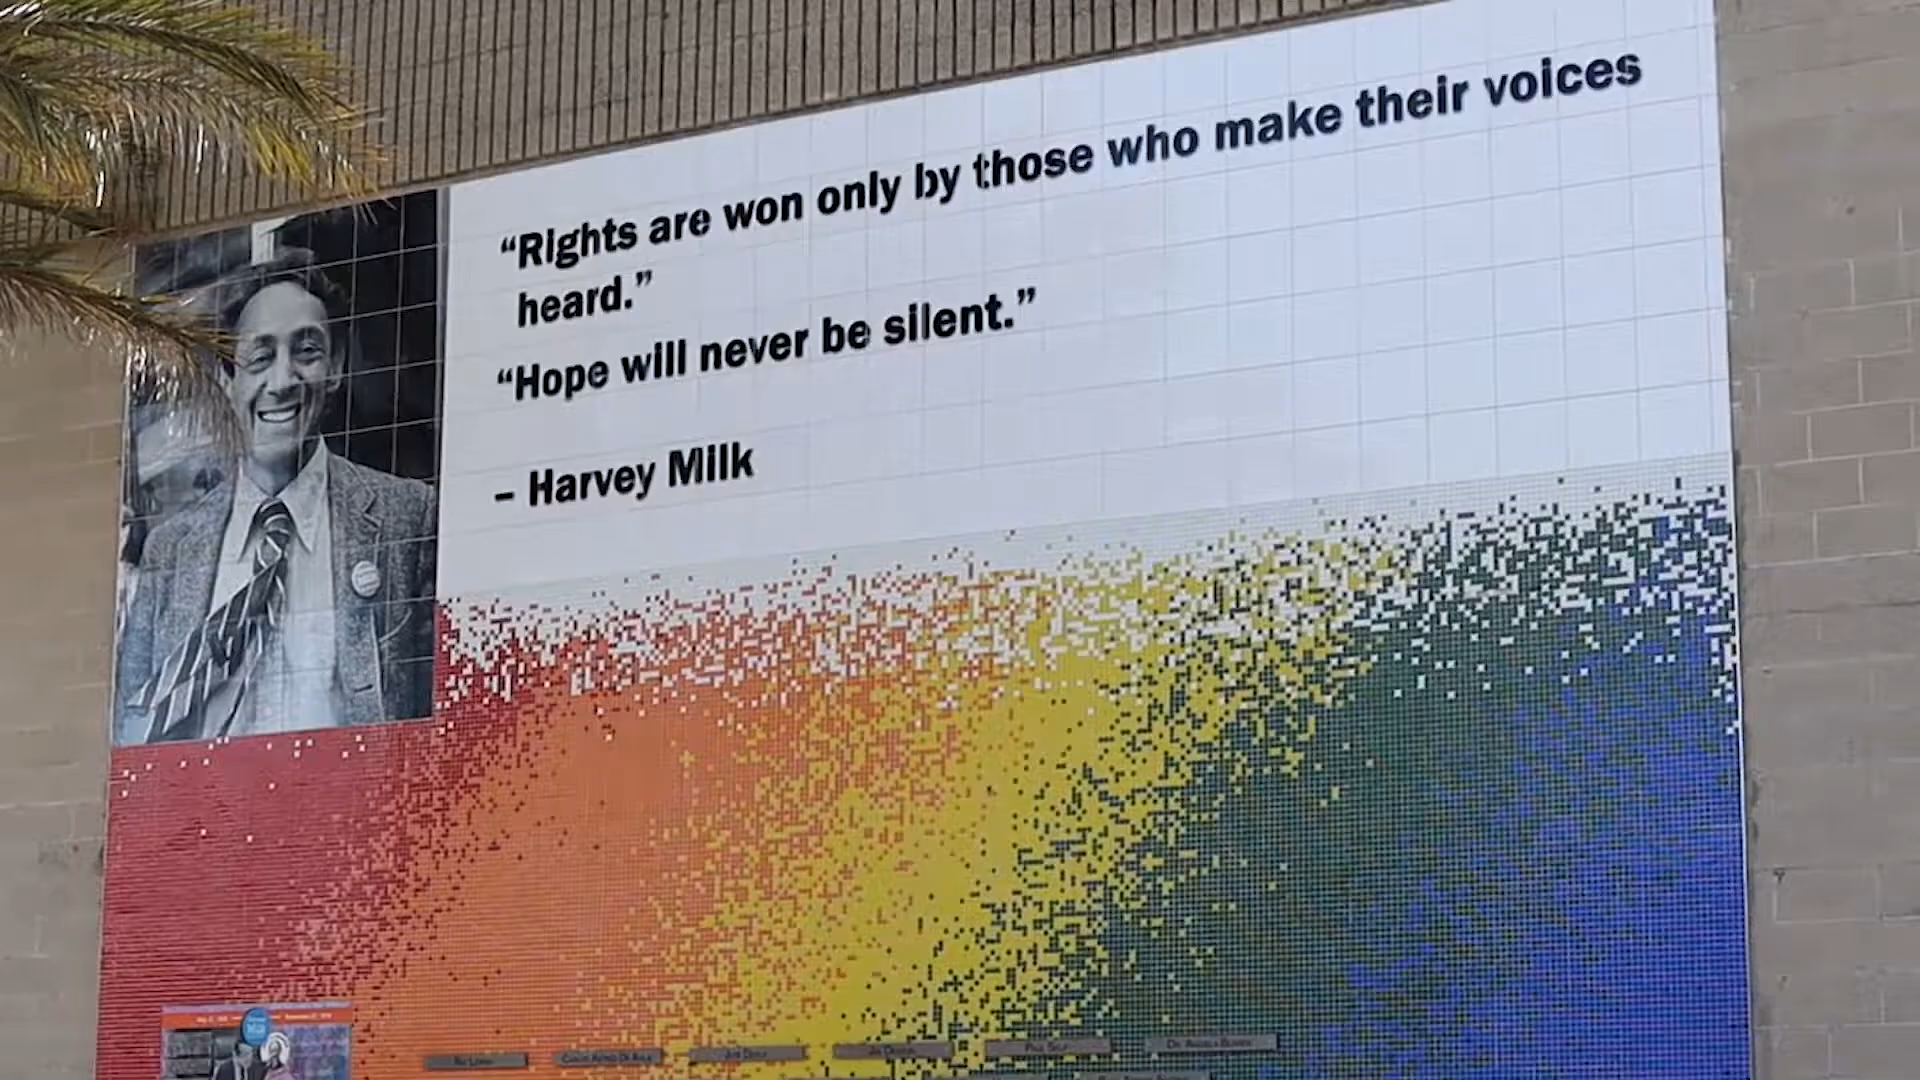 “Rights are won only by those who make their voices
heard.”
“Hope will never be silent.”
– Harvey Milk